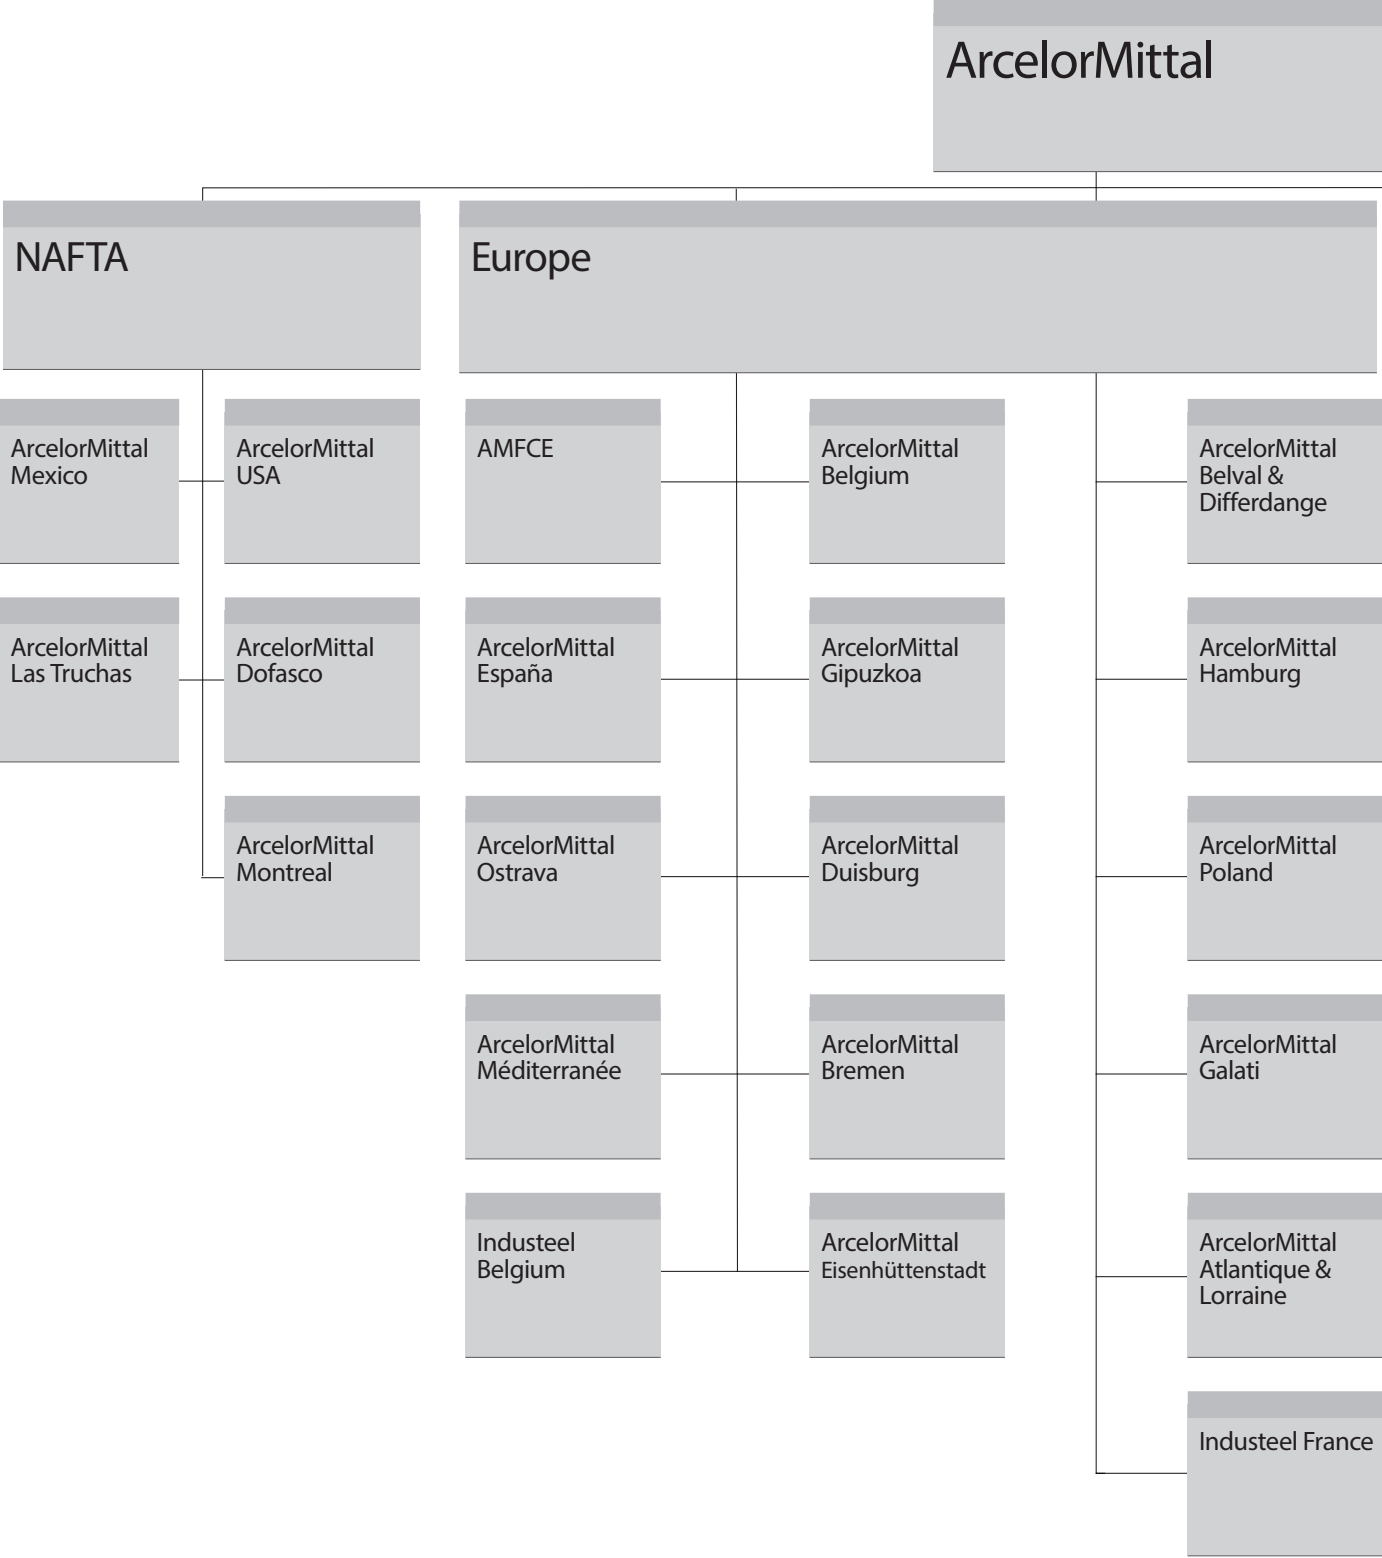 ArcelorMittal
NAFTA
Europe
ArcelorMittal
Mexico
ArcelorMittal
USA
AMFCE
ArcelorMittal
Belgium
ArcelorMittal
Belval &
Differdange
ArcelorMittal
Las Truchas
ArcelorMittal
Dofasco
ArcelorMittal
España
ArcelorMittal
Gipuzkoa
ArcelorMittal
Hamburg
ArcelorMittal
Montreal
ArcelorMittal
Ostrava
ArcelorMittal
Duisburg
ArcelorMittal
Poland
ArcelorMittal
Méditerranée
ArcelorMittal
Bremen
ArcelorMittal
Galati
Industeel
Belgium
ArcelorMittal
Eisenhüttenstadt
ArcelorMittal
Atlantique &
Lorraine
Industeel France